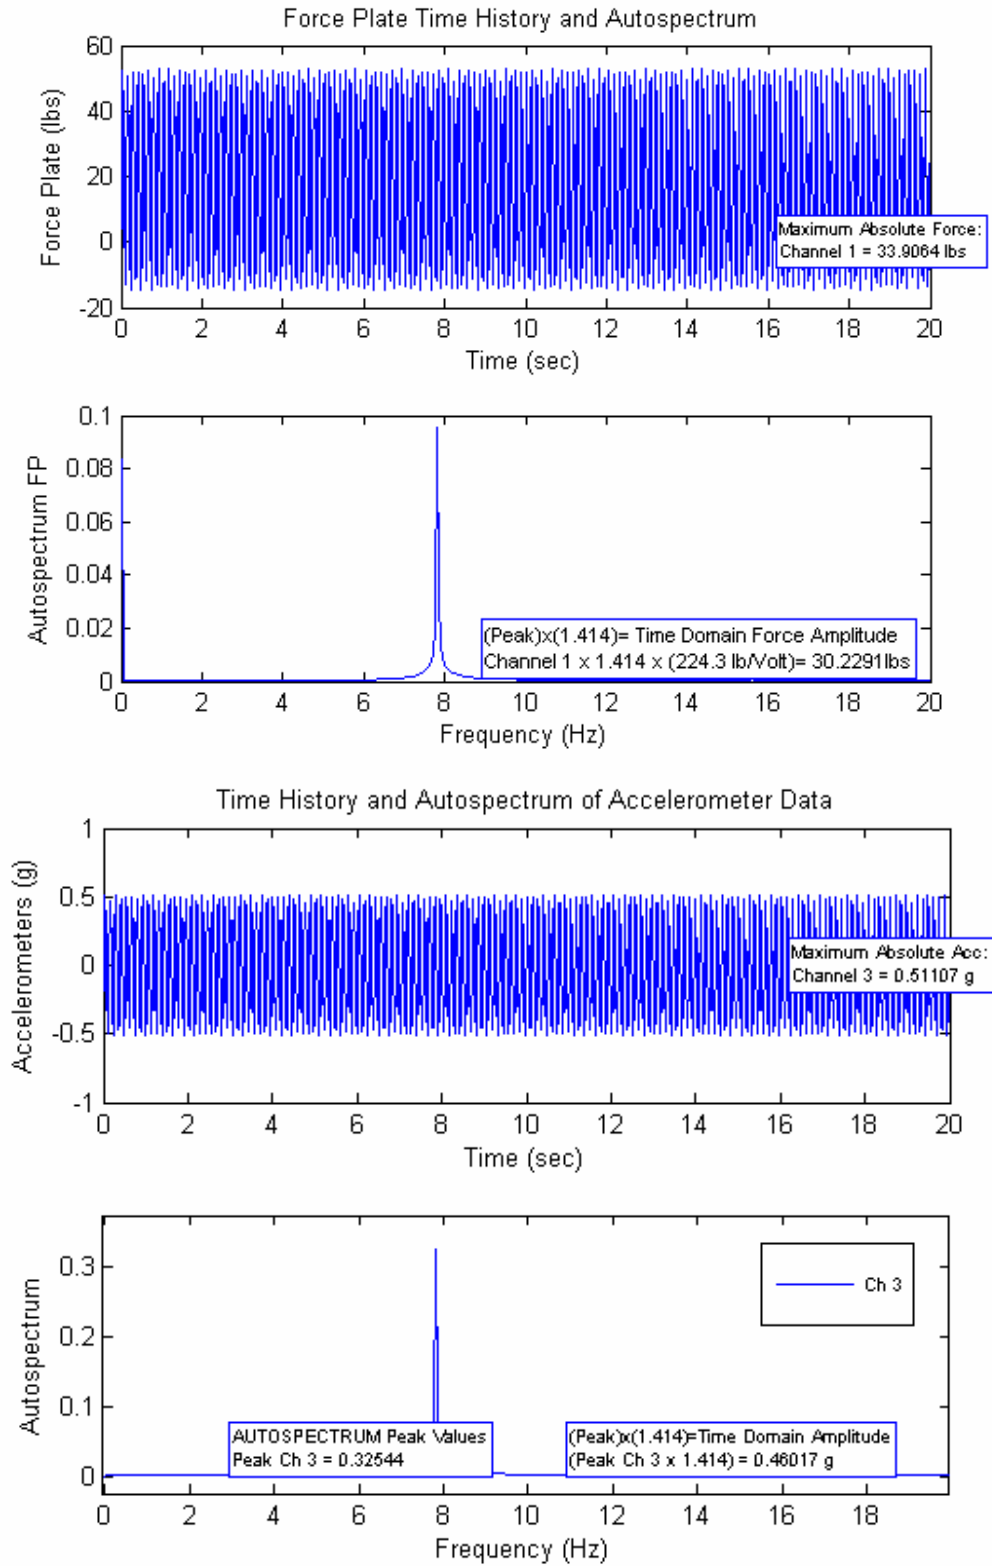 Force Plate Time History and Autospectrum
Force Plate (lbs)
60
40
20
0
-20
Maximum Absolute Force:
Channel 1 = 33.9064 lbs
0 2 4 6 8 10 12 14 16 18 20
Time (sec)
Autospectrum FP
0.1
0.08
0.06
0.04
0.02
0
(Peak)x(1.414)= Time Domain Force Amplitude
Channel 1 x 1.414 x (224.3 lb/Volt)= 30.2291lbs
0 2 4 6 8 10 12 14 16 18 20
Frequency (Hz)
Time History and Autospectrum of Accelerometer Data
Accelerometers (g)
1
0.5
0
-0.5
-1
Maximum Absolute Acc:
Channel 3 = 0.51107 g
0 2 4 6 8 10 12 14 16 18 20
Time (sec)
Autospectrum
0.3
0.2
0.1
0
Ch 3
AUTOSPECTRUM Peak Values
Peak Ch 3 = 0.32544
(Peak)x(1.414)=Time Domain Amplitude
(Peak Ch 3 x 1.414) = 0.46017 g
0 2 4 6 8 10 12 14 16 18
Frequency (Hz)